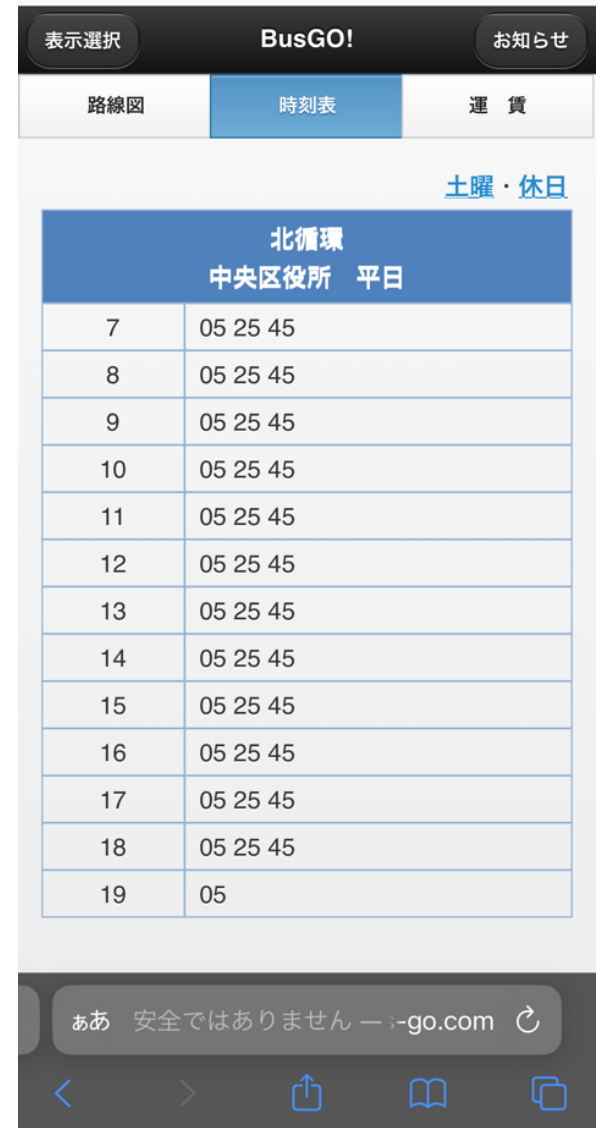 表示選択 BusGO! お知らせ
路線図 時刻表 運 賃
土曜・休日
北循環
中央区役所 平日
7 05 25 45
8 05 25 45
9 05 25 45
10 05 25 45
11 05 25 45
12 05 25 45
13 05 25 45
14 05 25 45
15 05 25 45
16 05 25 45
17 05 25 45
18 05 25 45
19 05
ぁあ 安全ではありません — s-go.com